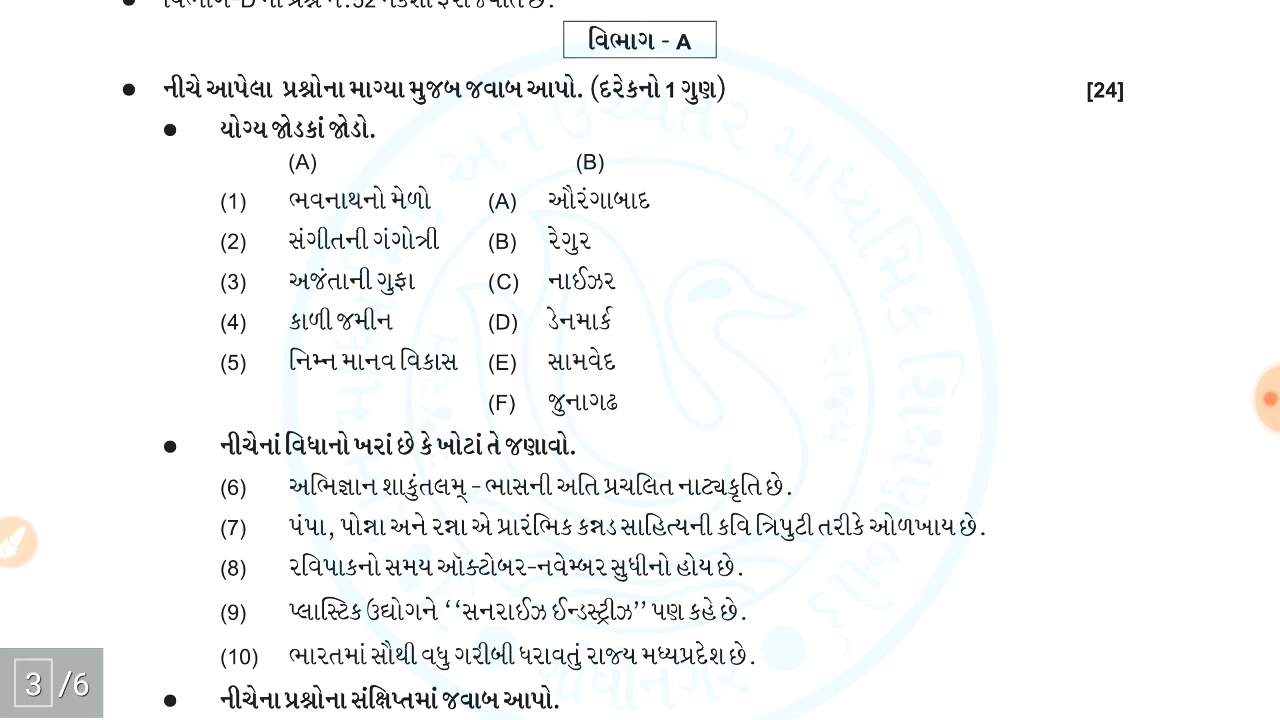 વિભાગ-D ના પ્રશ્ન નં.52 નકશા ફરજિયાત છે.
વિભાગ - A
● નીચે આપેલા પ્રશ્નોના માગ્યા મુજબ જવાબ આપો. (દરેકનો 1 ગુણ) [24]
● યોગ્ય જોડકાં જોડો.
(A) (B)
(1) ભવનાથનો મેળો (A) ઔરંગાબાદ
(2) સંગીતની ગંગોત્રી (B) રેગુર
(3) અજંતાની ગુફા (C) નાઈઝર
(4) કાળી જમીન (D) ડેનમાર્ક
(5) નિમ્ન માનવ વિકાસ (E) સામવેદ
(F) જુનાગઢ
● નીચેનાં વિધાનો ખરાં છે કે ખોટાં તે જણાવો.
(6) અભિજ્ઞાન શાકુંતલમ્ - ભાસની અતિ પ્રચલિત નાટ્યકૃતિ છે.
(7) પંપા, પોન્ના અને રન્ના એ પ્રારંભિક કન્નડ સાહિત્યની કવિ ત્રિપુટી તરીકે ઓળખાય છે.
(8) રવિપાકનો સમય ઑક્ટોબર-નવેમ્બર સુધીનો હોય છે.
(9) પ્લાસ્ટિક ઉદ્યોગને ‘‘સનરાઈઝ ઈન્ડસ્ટ્રીઝ’’ પણ કહે છે.
(10) ભારતમાં સૌથી વધુ ગરીબી ધરાવતું રાજ્ય મધ્યપ્રદેશ છે.
● નીચેના પ્રશ્નોના સંક્ષિપ્તમાં જવાબ આપો.
3 /6